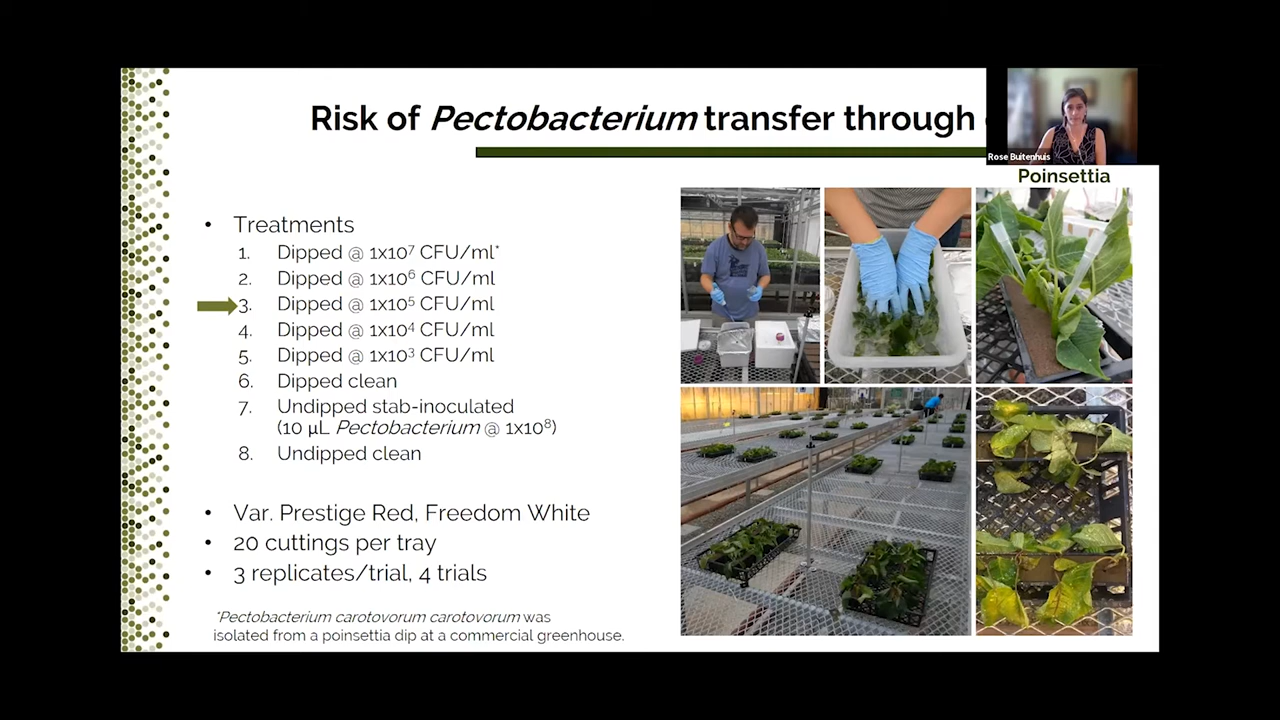 Risk of Pectobacterium transfer through
Rose Buitenhuis
Poinsettia
• Treatments
1. Dipped @ 1x10⁷ CFU/ml*
2. Dipped @ 1x10⁶ CFU/ml
3. Dipped @ 1x10⁵ CFU/ml
4. Dipped @ 1x10⁴ CFU/ml
5. Dipped @ 1x10³ CFU/ml
6. Dipped clean
7. Undipped stab-inoculated
(10 µL Pectobacterium @ 1x10⁸)
8. Undipped clean
• Var. Prestige Red, Freedom White
• 20 cuttings per tray
• 3 replicates/trial, 4 trials
*Pectobacterium carotovorum carotovorum was
isolated from a poinsettia dip at a commercial greenhouse.